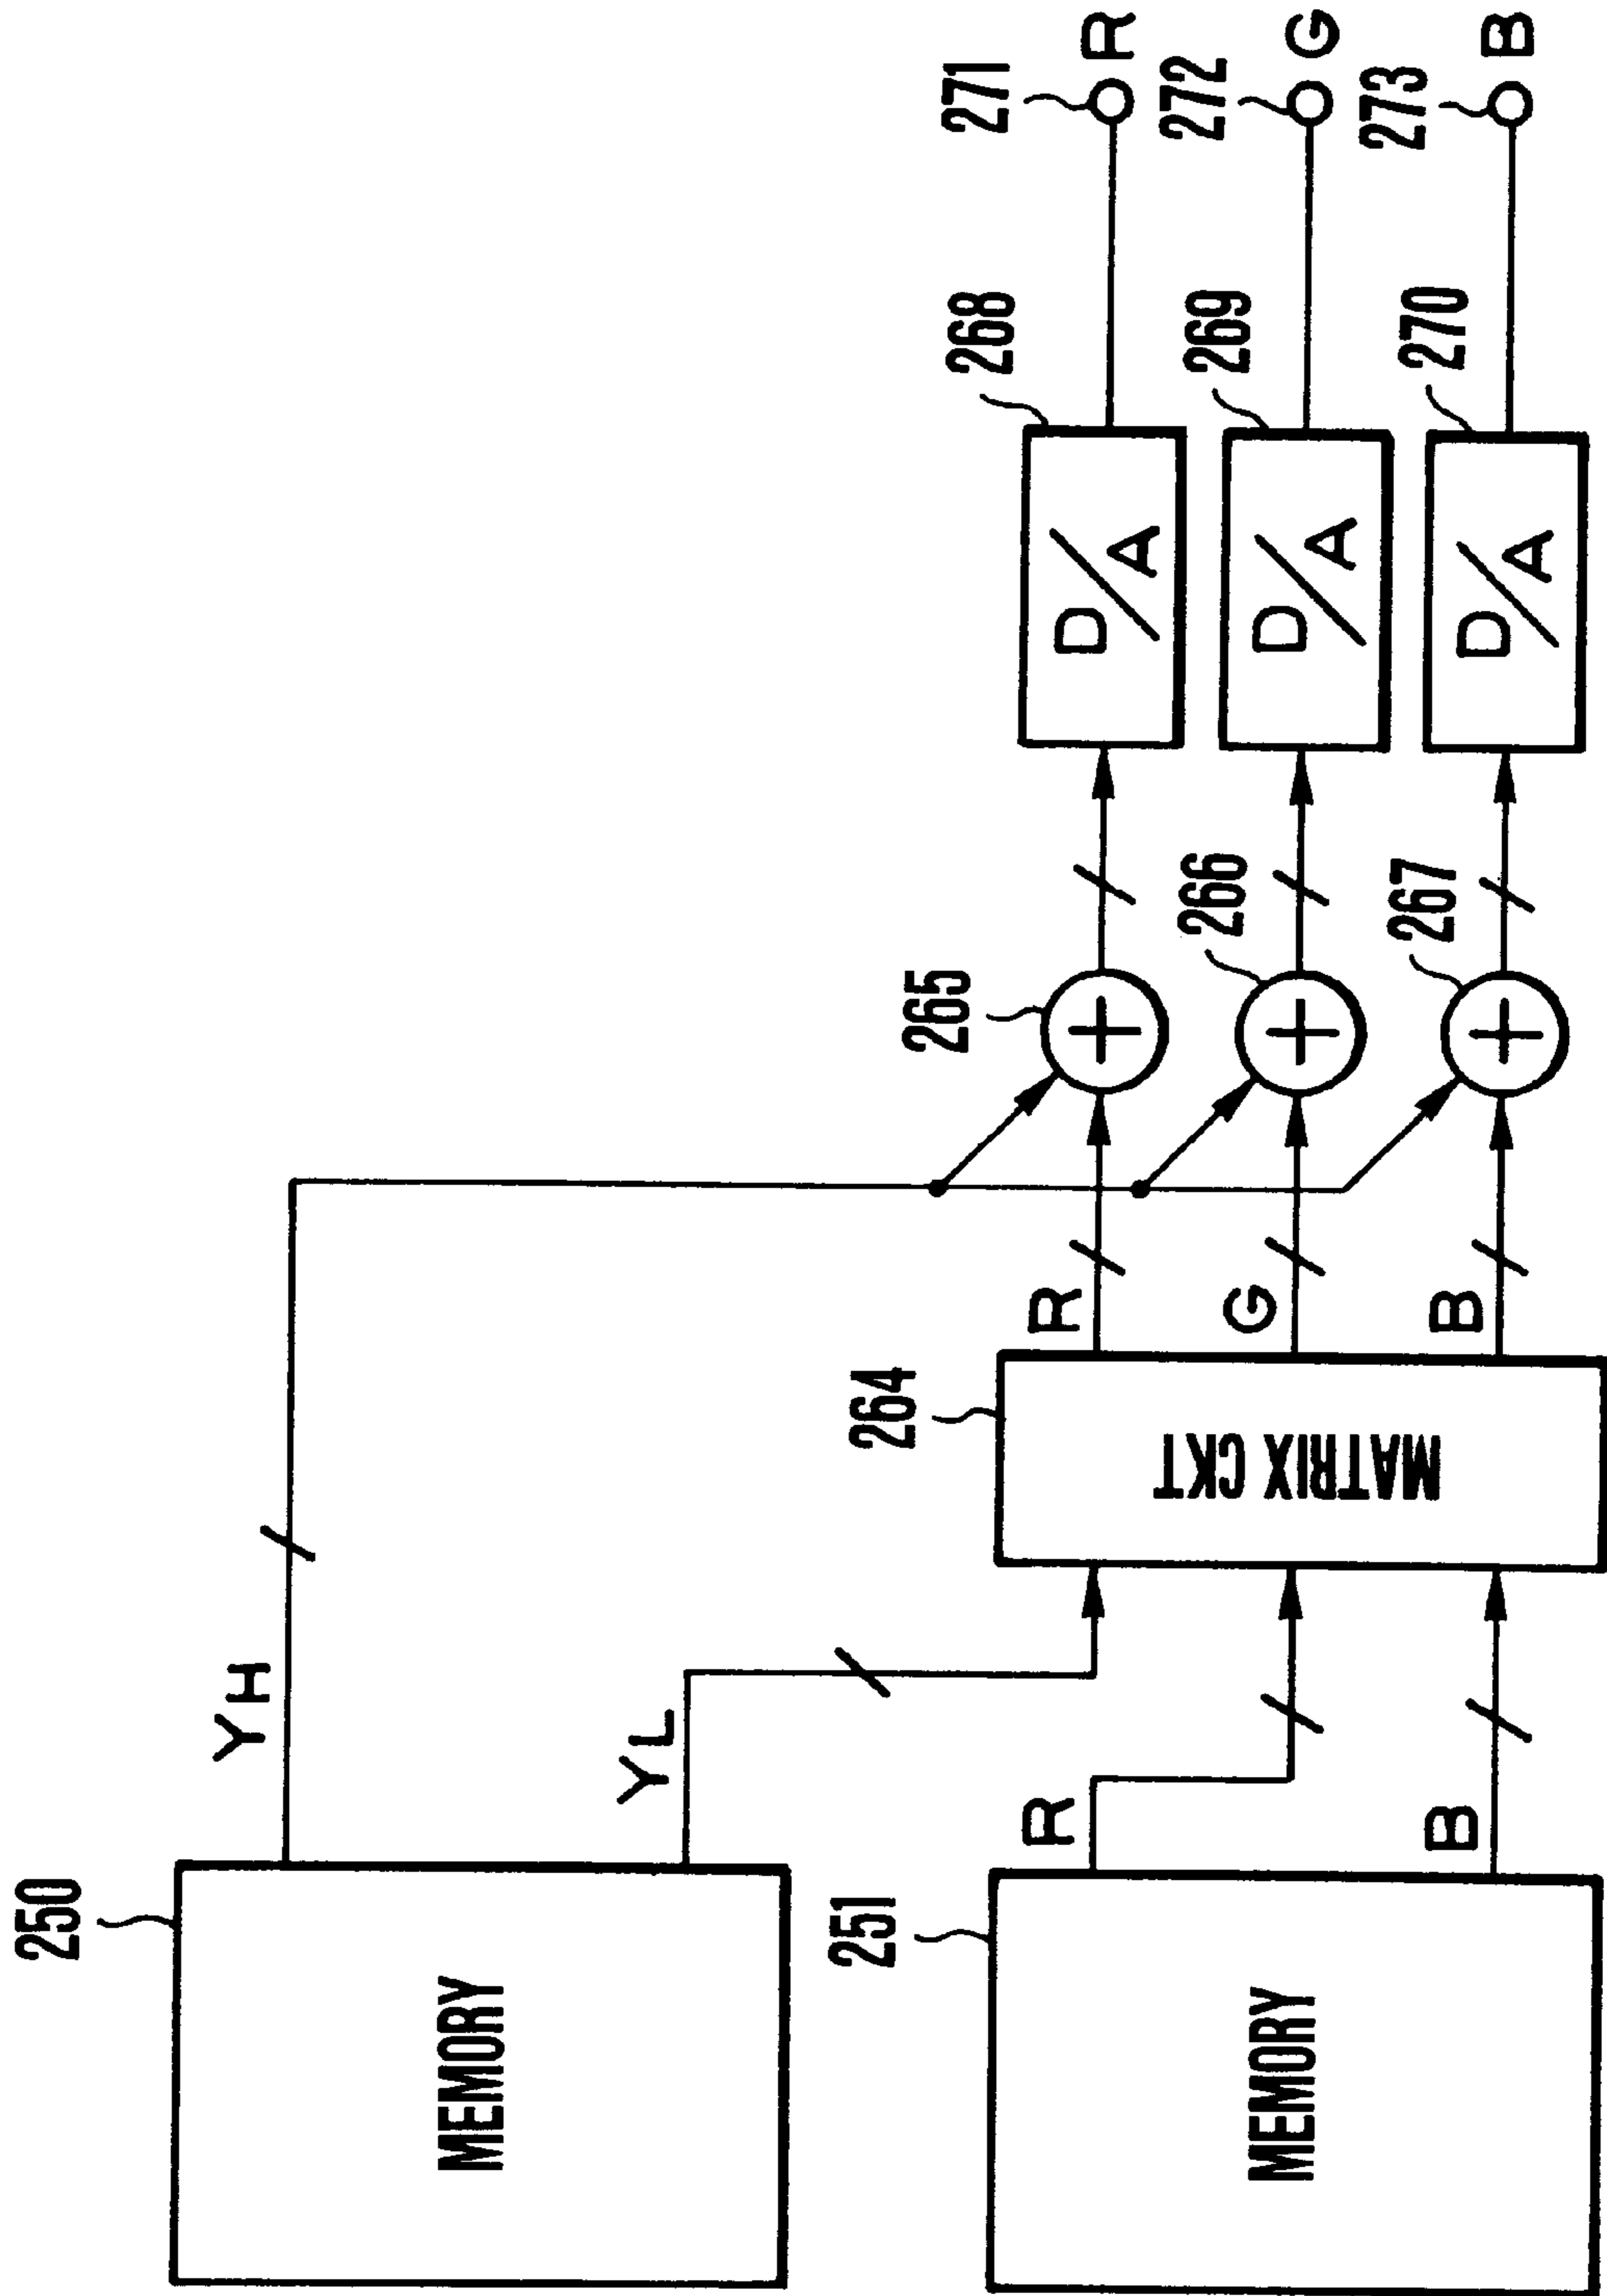 250
MEMORY
YH
YL
251
MEMORY
R
B
264
MATRIX CKT
R
G
B
265
+
266
+
267
+
268
D/A
269
D/A
270
D/A
271
R
272
G
273
B